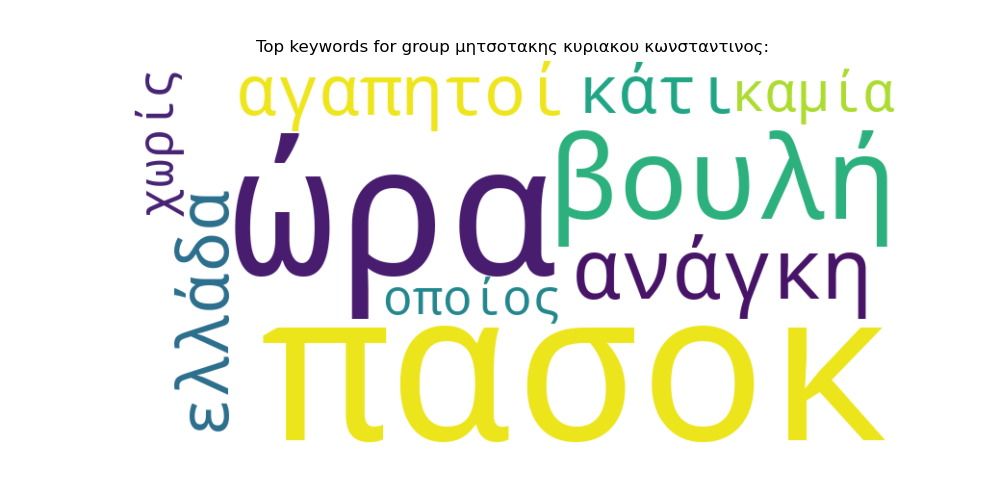 Top keywords for group μητσοτακης κυριακου κωνσταντινος:
χωρίς
αγαπητοί
κάτι
καμία
ώρα
βουλή
ελλάδα
ανάγκη
οποίος
πασοκ